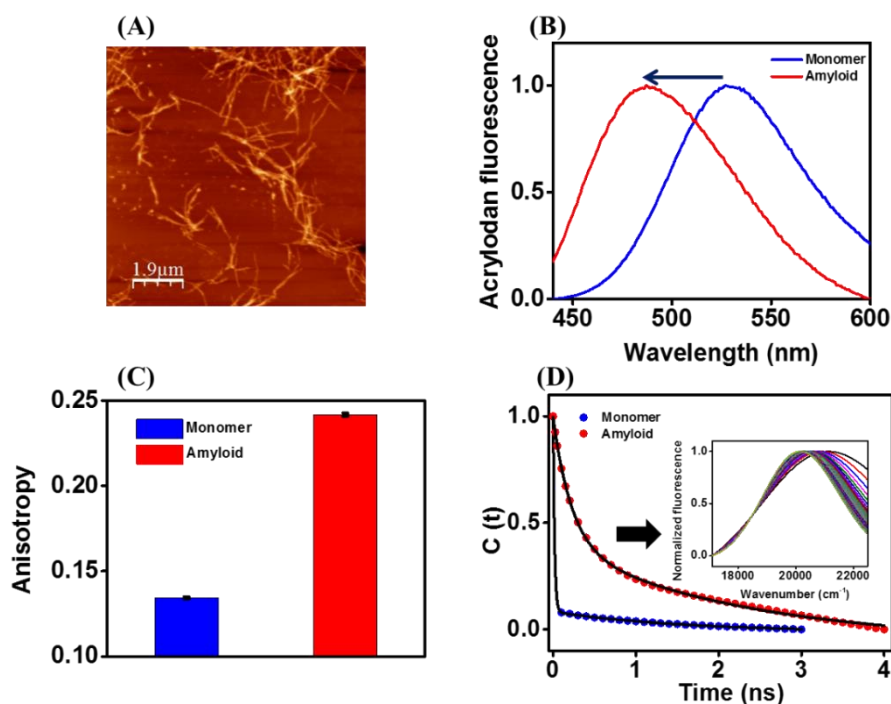 (A)
1.9μm
(B)
Acrylodan fluorescence
1.0
0.5
0.0
Monomer
Amyloid
450
500
550
600
Wavelength (nm)
(C)
Anisotropy
0.25
0.20
0.15
0.10
Monomer
Amyloid
(D)
C (t)
1.0
0.5
0.0
Monomer
Amyloid
Normalized fluorescence
1.0
0.5
0.0
18000
20000
22000
Wavenumber (cm⁻¹)
0
1
2
3
4
Time (ns)